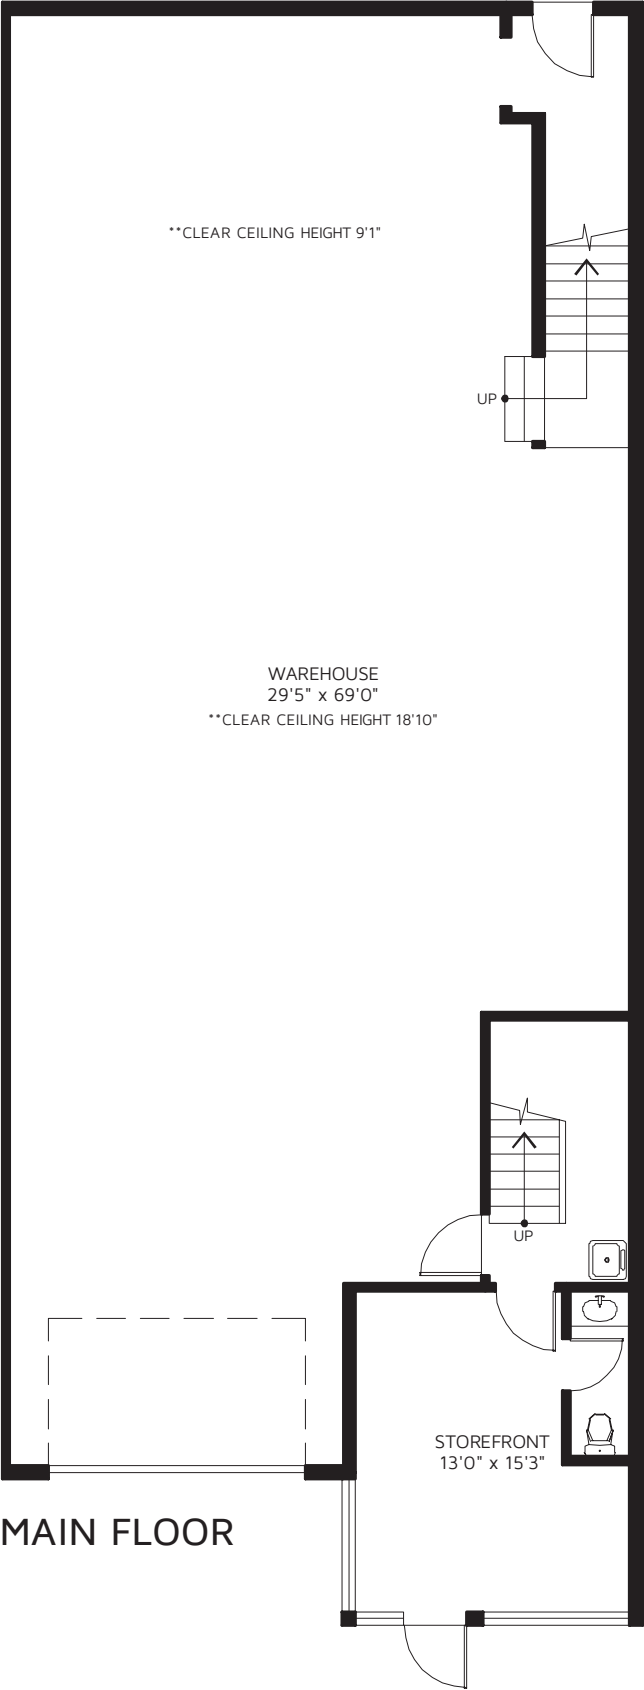 **CLEAR CEILING HEIGHT 9'1"
UP
WAREHOUSE
29'5" x 69'0"
**CLEAR CEILING HEIGHT 18'10"
UP
STOREFRONT
13'0" x 15'3"
MAIN FLOOR